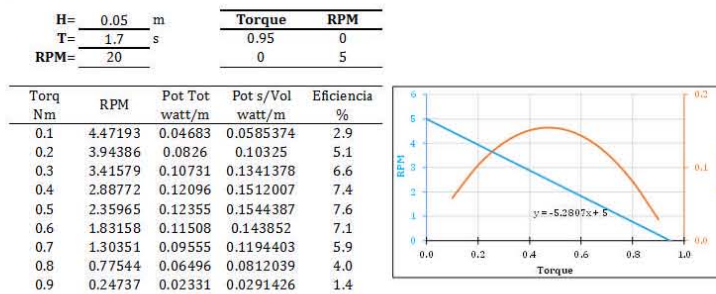 H= 0.05 m
T= 1.7 s
RPM= 20
Torque RPM
0.95 0
0 5
Torq Nm RPM Pot Tot watt/m Pot s/Vol watt/m Eficiencia %
0.1 4.47193 0.04683 0.0585374 2.9
0.2 3.94386 0.0826 0.10325 5.1
0.3 3.41579 0.10731 0.1341378 6.6
0.4 2.88772 0.12096 0.1512007 7.4
0.5 2.35965 0.12355 0.1544387 7.6
0.6 1.83158 0.11508 0.143852 7.1
0.7 1.30351 0.09555 0.1194403 5.9
0.8 0.77544 0.06496 0.0812039 4.0
0.9 0.24737 0.02331 0.0291426 1.4
6 0.2
5
4
RPM
3 0.1
2
1
y = -5.2807x + 5
0 0.0
0.0 0.2 0.4 0.6 0.8 1.0
Torque